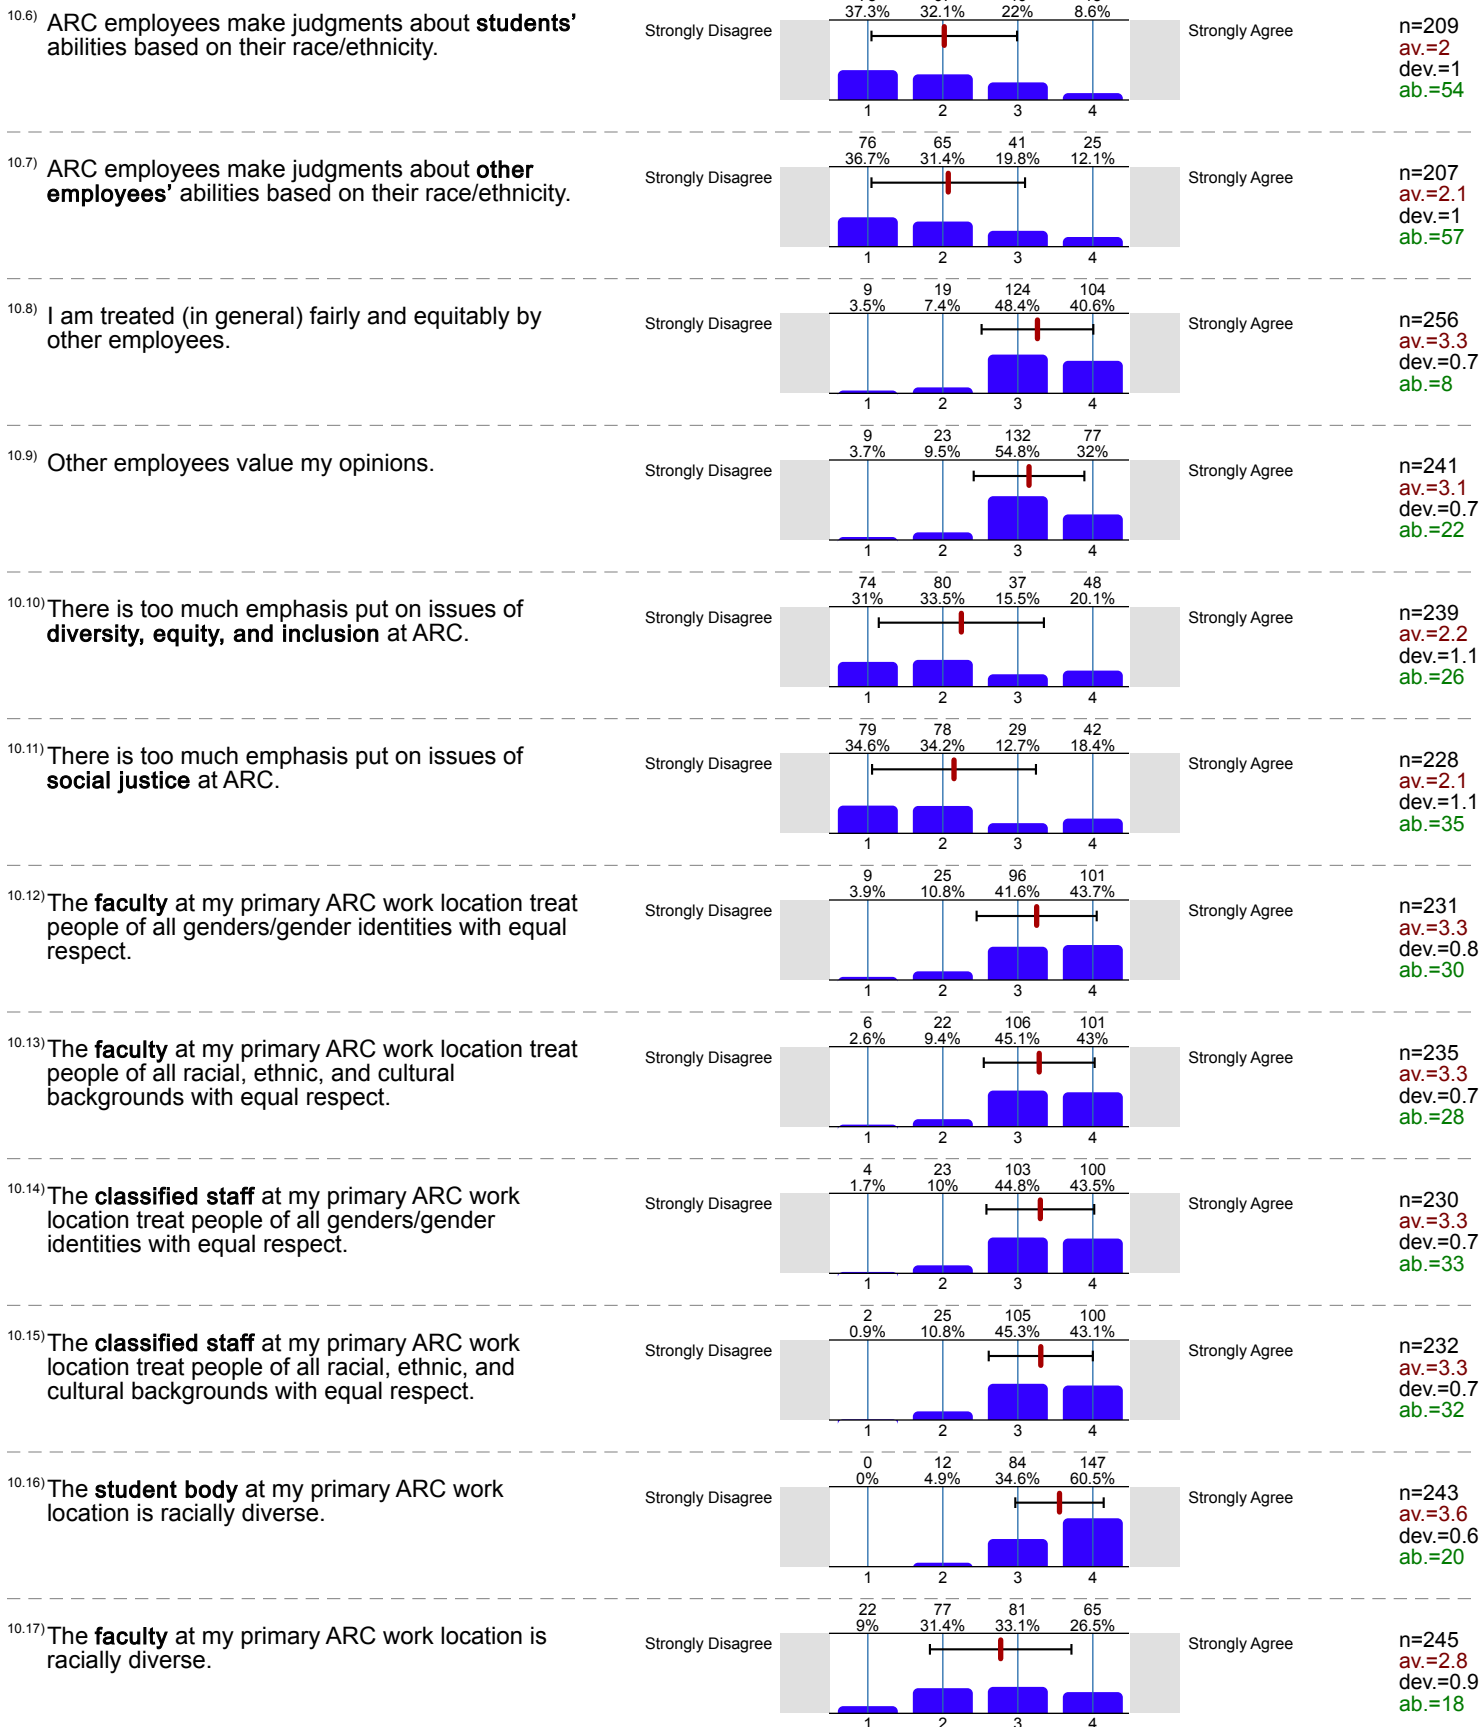 37.3% 32.1% 22% 8.6%
10.6) ARC employees make judgments about students' abilities based on their race/ethnicity.
Strongly Disagree
Strongly Agree
n=209
av.=2
dev.=1
ab.=54
1 2 3 4
76 65 41 25
36.7% 31.4% 19.8% 12.1%
10.7) ARC employees make judgments about other
employees' abilities based on their race/ethnicity.
Strongly Disagree
Strongly Agree
n=207
av.=2.1
dev.=1
ab.=57
1 2 3 4
9 19 124 104
3.5% 7.4% 48.4% 40.6%
10.8) I am treated (in general) fairly and equitably by
other employees.
Strongly Disagree
Strongly Agree
n=256
av.=3.3
dev.=0.7
ab.=8
1 2 3 4
9 23 132 77
3.7% 9.5% 54.8% 32%
10.9) Other employees value my opinions.
Strongly Disagree
Strongly Agree
n=241
av.=3.1
dev.=0.7
ab.=22
1 2 3 4
74 80 37 48
31% 33.5% 15.5% 20.1%
10.10) There is too much emphasis put on issues of
diversity, equity, and inclusion at ARC.
Strongly Disagree
Strongly Agree
n=239
av.=2.2
dev.=1.1
ab.=26
1 2 3 4
79 78 29 42
34.6% 34.2% 12.7% 18.4%
10.11) There is too much emphasis put on issues of
social justice at ARC.
Strongly Disagree
Strongly Agree
n=228
av.=2.1
dev.=1.1
ab.=35
1 2 3 4
9 25 96 101
3.9% 10.8% 41.6% 43.7%
10.12) The faculty at my primary ARC work location treat
people of all genders/gender identities with equal
respect.
Strongly Disagree
Strongly Agree
n=231
av.=3.3
dev.=0.8
ab.=30
1 2 3 4
6 22 106 101
2.6% 9.4% 45.1% 43%
10.13) The faculty at my primary ARC work location treat
people of all racial, ethnic, and cultural
backgrounds with equal respect.
Strongly Disagree
Strongly Agree
n=235
av.=3.3
dev.=0.7
ab.=28
1 2 3 4
4 23 103 100
1.7% 10% 44.8% 43.5%
10.14) The classified staff at my primary ARC work
location treat people of all genders/gender
identities with equal respect.
Strongly Disagree
Strongly Agree
n=230
av.=3.3
dev.=0.7
ab.=33
1 2 3 4
2 25 105 100
0.9% 10.8% 45.3% 43.1%
10.15) The classified staff at my primary ARC work
location treat people of all racial, ethnic, and
cultural backgrounds with equal respect.
Strongly Disagree
Strongly Agree
n=232
av.=3.3
dev.=0.7
ab.=32
1 2 3 4
0 12 84 147
0% 4.9% 34.6% 60.5%
10.16) The student body at my primary ARC work
location is racially diverse.
Strongly Disagree
Strongly Agree
n=243
av.=3.6
dev.=0.6
ab.=20
1 2 3 4
22 77 81 65
9% 31.4% 33.1% 26.5%
10.17) The faculty at my primary ARC work location is
racially diverse.
Strongly Disagree
Strongly Agree
n=245
av.=2.8
dev.=0.9
ab.=18
1 2 3 4